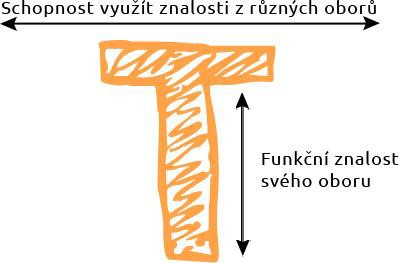 Schopnost využít znalosti z různých oborů
Funkční znalost
svého oboru